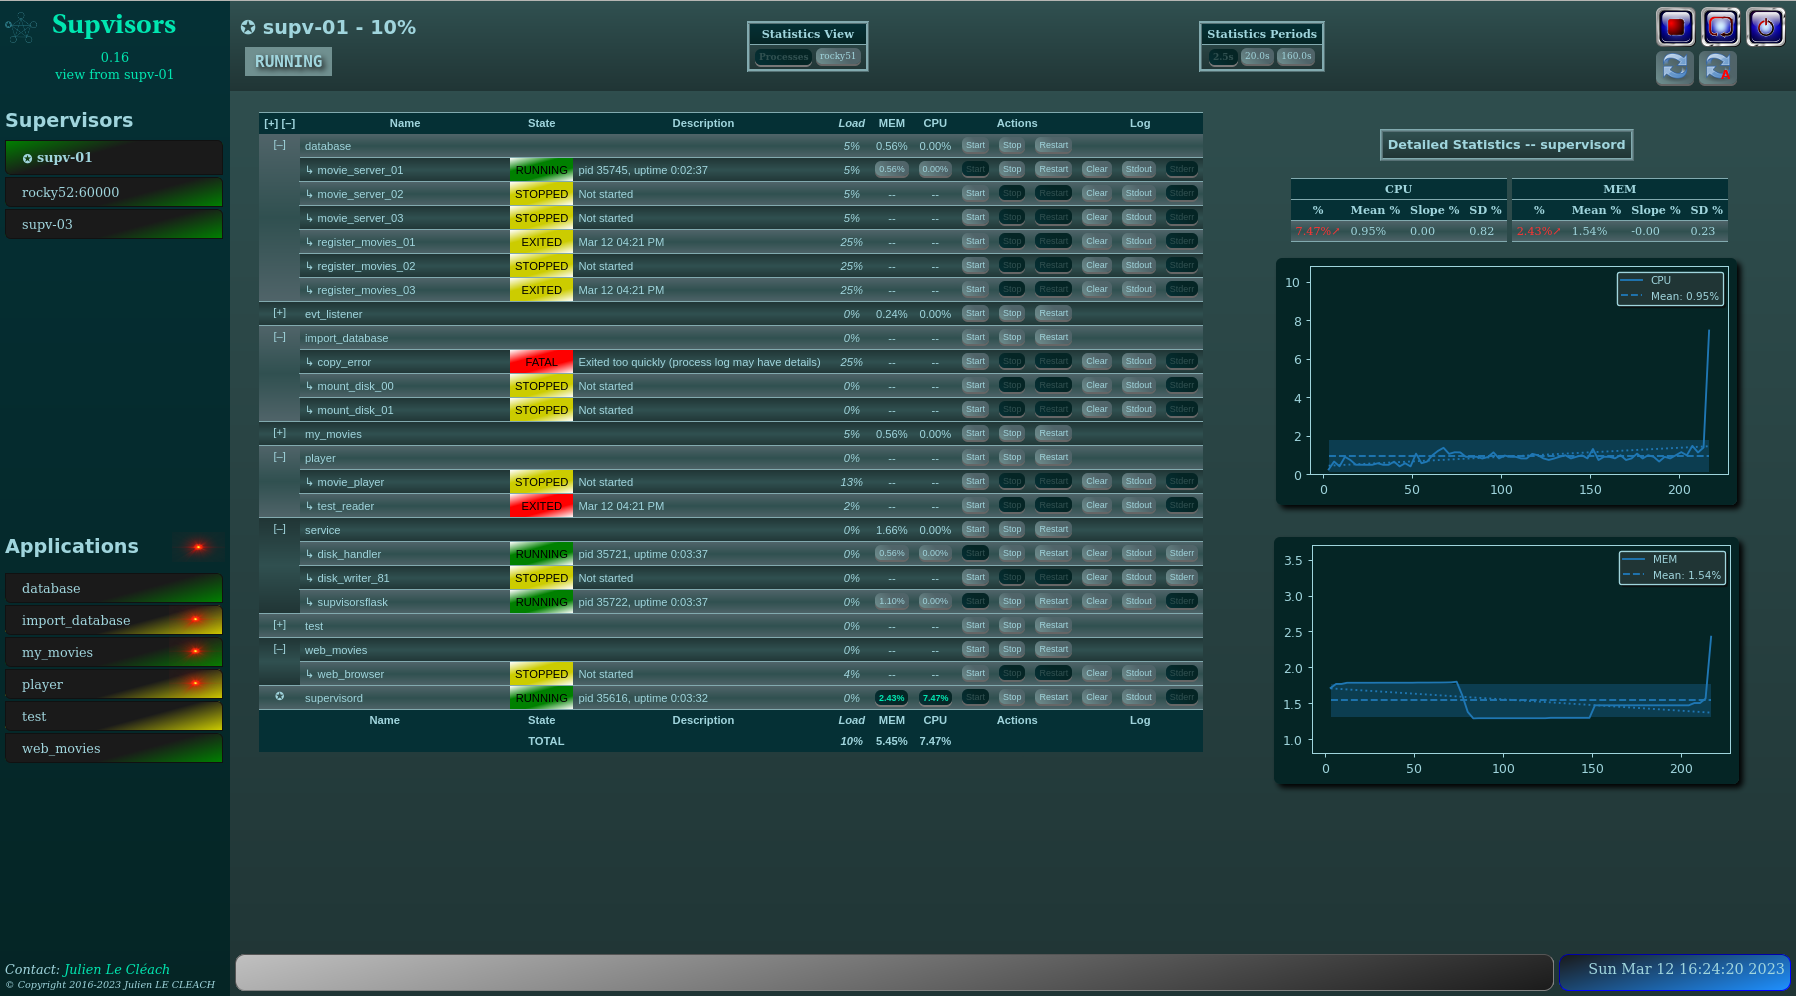 Supvisors
0.16
view from supv-01
Supervisors
✪ supv-01
rocky52:60000
supv-03
Applications
database
import_database
my_movies
player
test
web_movies
Contact: Julien Le Cléach
© Copyright 2016-2023 Julien LE CLEACH
✪ supv-01 - 10%
RUNNING
Statistics View
Processes rocky51
Statistics Periods
2.5s 20.0s 160.0s
A
[+] [–] Name State Description Load MEM CPU Actions Log
[–] database 5% 0.56% 0.00% Start Stop Restart
↳ movie_server_01 RUNNING pid 35745, uptime 0:02:37 5% 0.56% 0.00% Start Stop Restart Clear Stdout Stderr
↳ movie_server_02 STOPPED Not started 5% -- -- Start Stop Restart Clear Stdout Stderr
↳ movie_server_03 STOPPED Not started 5% -- -- Start Stop Restart Clear Stdout Stderr
↳ register_movies_01 EXITED Mar 12 04:21 PM 25% -- -- Start Stop Restart Clear Stdout Stderr
↳ register_movies_02 STOPPED Not started 25% -- -- Start Stop Restart Clear Stdout Stderr
↳ register_movies_03 EXITED Mar 12 04:21 PM 25% -- -- Start Stop Restart Clear Stdout Stderr
[+] evt_listener 0% 0.24% 0.00% Start Stop Restart
[–] import_database 0% -- -- Start Stop Restart
↳ copy_error FATAL Exited too quickly (process log may have details) 25% -- -- Start Stop Restart Clear Stdout Stderr
↳ mount_disk_00 STOPPED Not started 0% -- -- Start Stop Restart Clear Stdout Stderr
↳ mount_disk_01 STOPPED Not started 0% -- -- Start Stop Restart Clear Stdout Stderr
[+] my_movies 5% 0.56% 0.00% Start Stop Restart
[–] player 0% -- -- Start Stop Restart
↳ movie_player STOPPED Not started 13% -- -- Start Stop Restart Clear Stdout Stderr
↳ test_reader EXITED Mar 12 04:21 PM 2% -- -- Start Stop Restart Clear Stdout Stderr
[–] service 0% 1.66% 0.00% Start Stop Restart
↳ disk_handler RUNNING pid 35721, uptime 0:03:37 0% 0.56% 0.00% Start Stop Restart Clear Stdout Stderr
↳ disk_writer_81 STOPPED Not started 0% -- -- Start Stop Restart Clear Stdout Stderr
↳ supvisorsflask RUNNING pid 35722, uptime 0:03:37 0% 1.10% 0.00% Start Stop Restart Clear Stdout Stderr
[+] test 0% -- -- Start Stop Restart
[–] web_movies 0% -- -- Start Stop Restart
↳ web_browser STOPPED Not started 4% -- -- Start Stop Restart Clear Stdout Stderr
✪ supervisord RUNNING pid 35616, uptime 0:03:32 0% 2.43% 7.47% Start Stop Restart Clear Stdout Stderr
Name State Description Load MEM CPU Actions Log
TOTAL 10% 5.45% 7.47%
Detailed Statistics -- supervisord
CPU MEM
% Mean % Slope % SD % % Mean % Slope % SD %
7.47%↗ 0.95% 0.00 0.82 2.43%↗ 1.54% -0.00 0.23
CPU
Mean: 0.95%
10
8
6
4
2
0
0 50 100 150 200
MEM
Mean: 1.54%
3.5
3.0
2.5
2.0
1.5
1.0
0 50 100 150 200
Sun Mar 12 16:24:20 2023